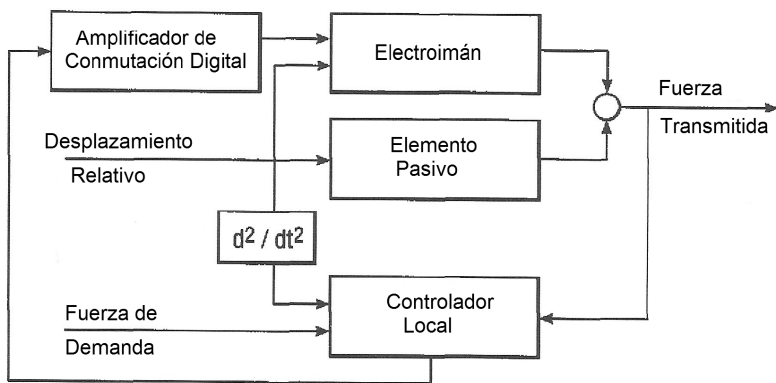 Amplificador de
Conmutación Digital
Electroimán
Fuerza
Transmitida
Desplazamiento
Relativo
Elemento
Pasivo
d² / dt²
Fuerza de
Demanda
Controlador
Local